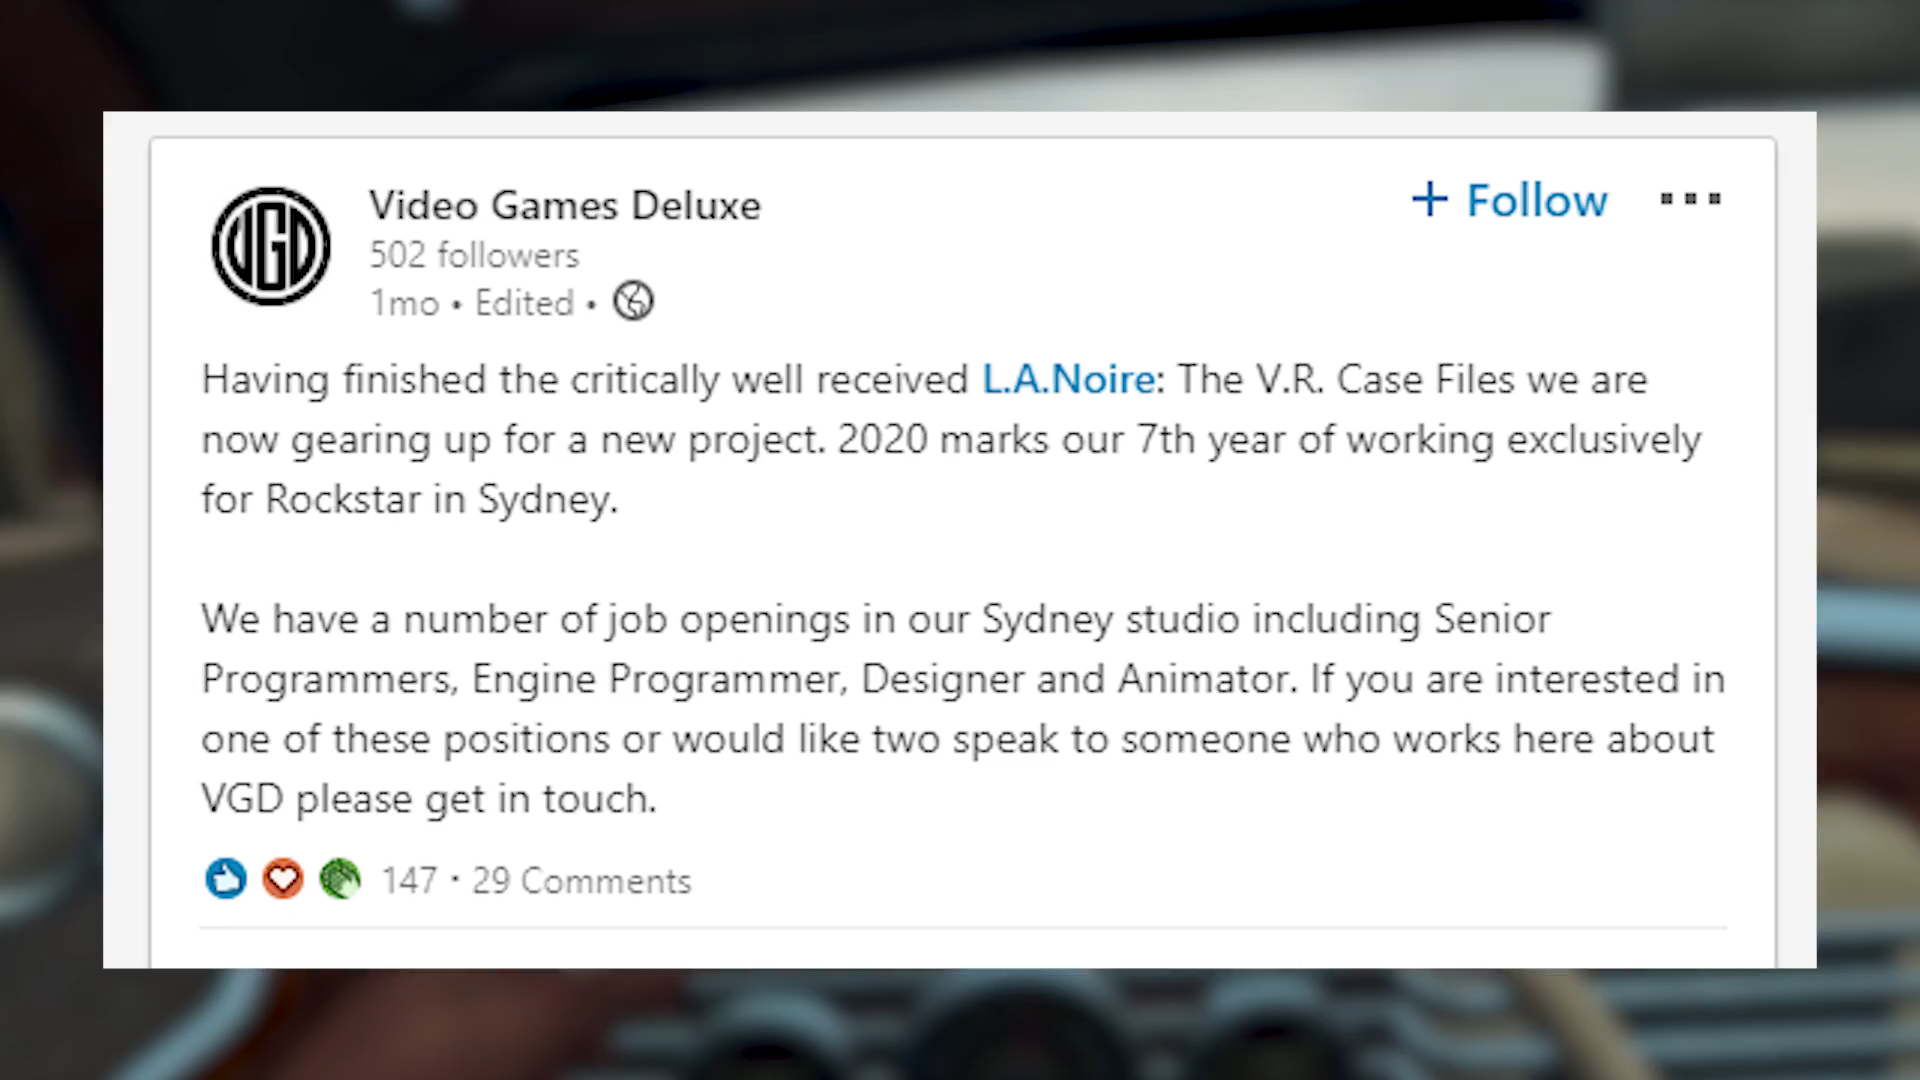 VGD
Video Games Deluxe
+ Follow
502 followers
1mo • Edited •
Having finished the critically well received L.A.Noire: The V.R. Case Files we are
now gearing up for a new project. 2020 marks our 7th year of working exclusively
for Rockstar in Sydney.
We have a number of job openings in our Sydney studio including Senior
Programmers, Engine Programmer, Designer and Animator. If you are interested in
one of these positions or would like two speak to someone who works here about
VGD please get in touch.
147 • 29 Comments